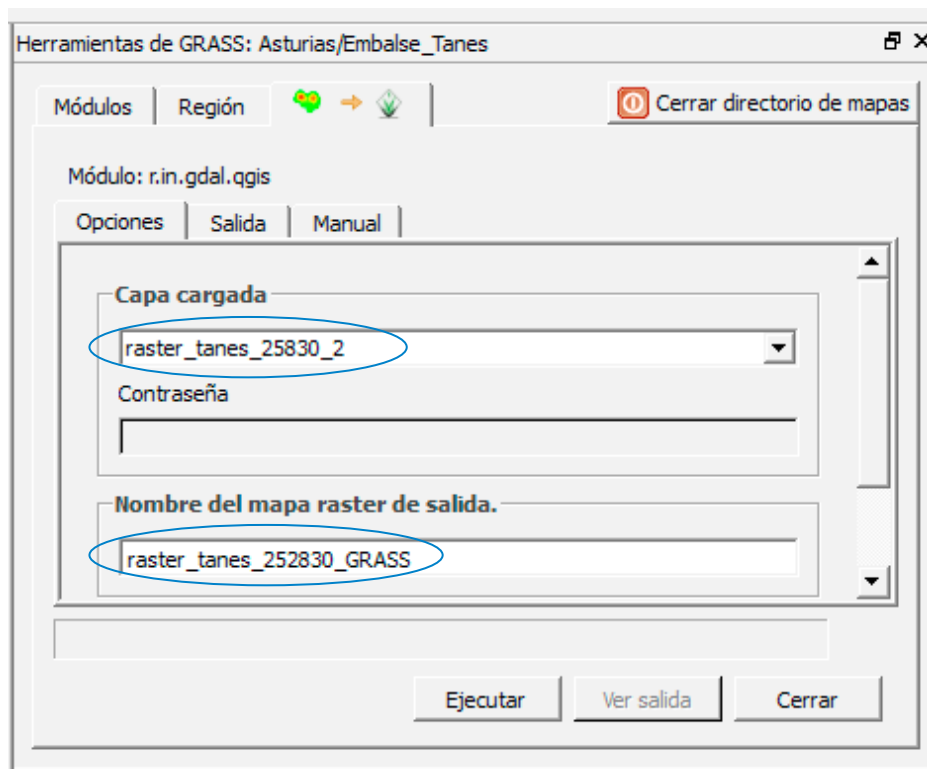 Herramientas de GRASS: Asturias/Embalse_Tanes
Módulos Región Cerrar directorio de mapas
Módulo: r.in.gdal.qgis
Opciones Salida Manual
Capa cargada
raster_tanes_25830_2
Contraseña
Nombre del mapa raster de salida.
raster_tanes_252830_GRASS
Ejecutar Ver salida Cerrar